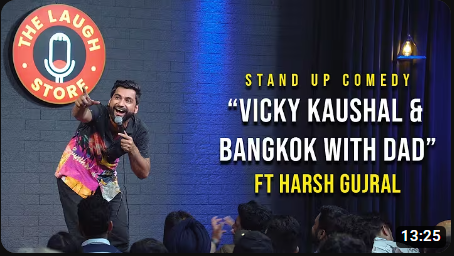 THE LAUGH
STORE
STAND UP COMEDY
“VICKY KAUSHAL &
BANGKOK WITH DAD”
FT HARSH GUJRAL
13:25